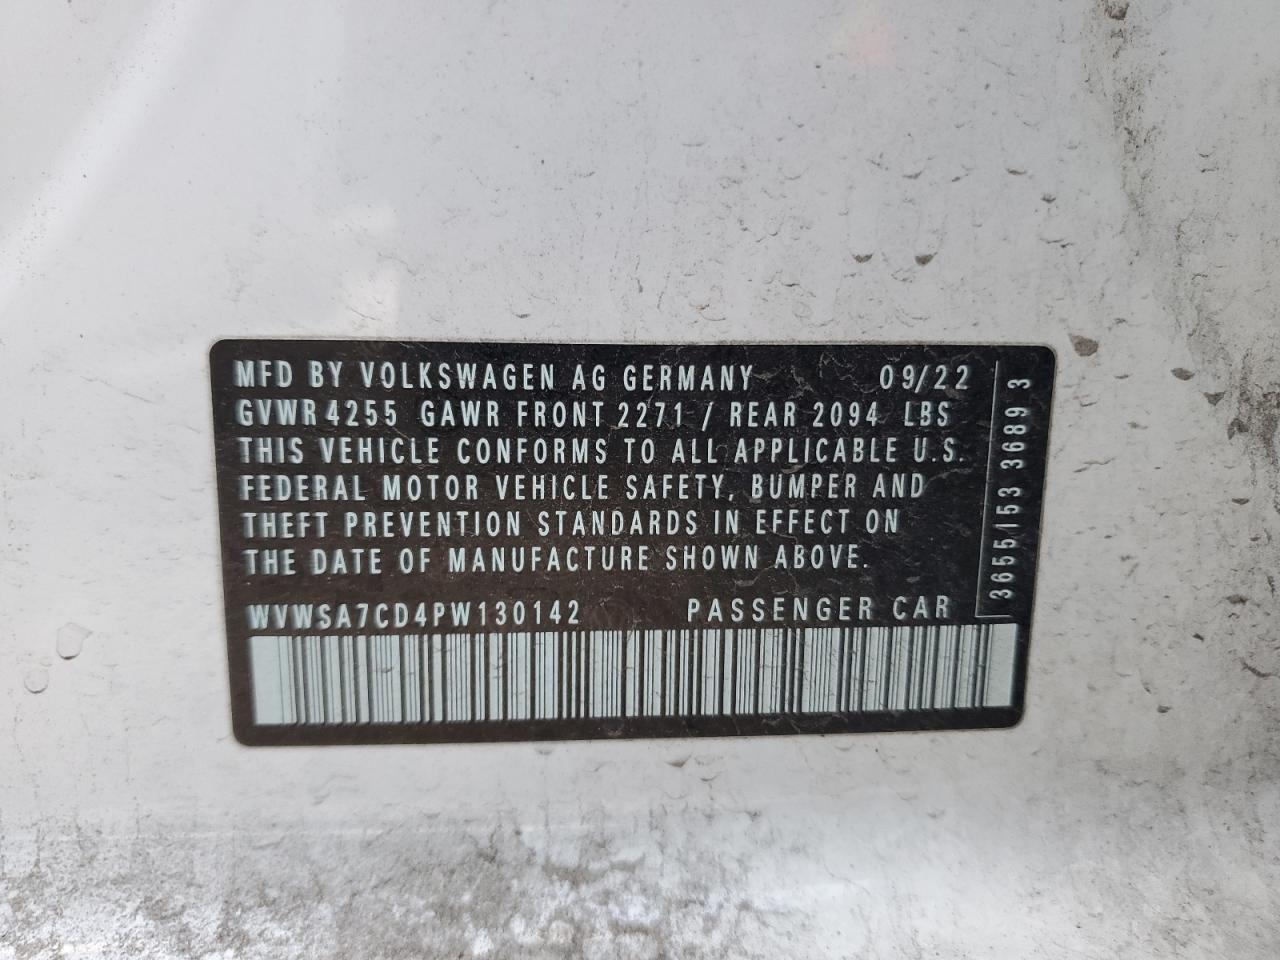 MFD BY VOLKSWAGEN AG GERMANY 09/22
GVWR 4255 GAWR FRONT 2271 / REAR 2094 LBS
THIS VEHICLE CONFORMS TO ALL APPLICABLE U.S.
FEDERAL MOTOR VEHICLE SAFETY, BUMPER AND
THEFT PREVENTION STANDARDS IN EFFECT ON
THE DATE OF MANUFACTURE SHOWN ABOVE.
WVWSA7CD4PW130142 PASSENGER CAR
3655153 3689 3